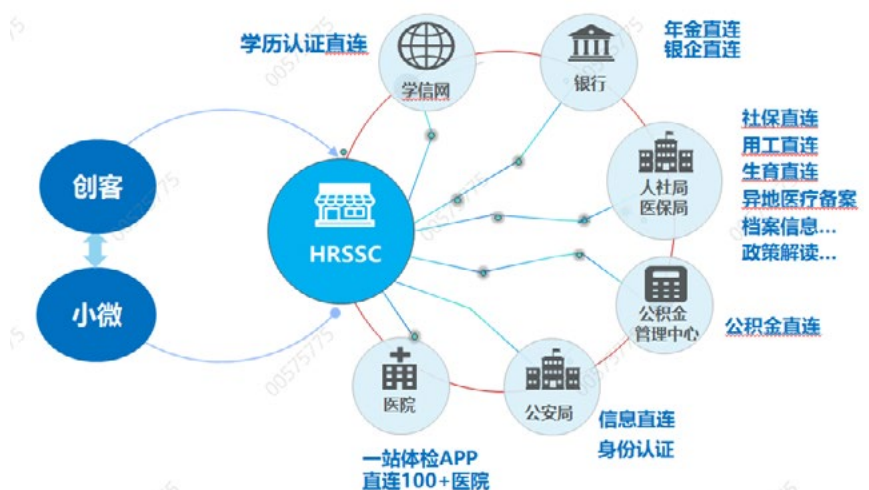 学历认证直连
学信网
银行
年金直连
银企直连
创客
小微
HRSSC
人社局
医保局
社保直连
用工直连
生育直连
异地医疗备案
档案信息...
政策解读...
公积金
管理中心
公积金直连
公安局
信息直连
身份认证
医院
一站体检APP
直连100+医院
00575775
00575775
00575775
00575775
00575775